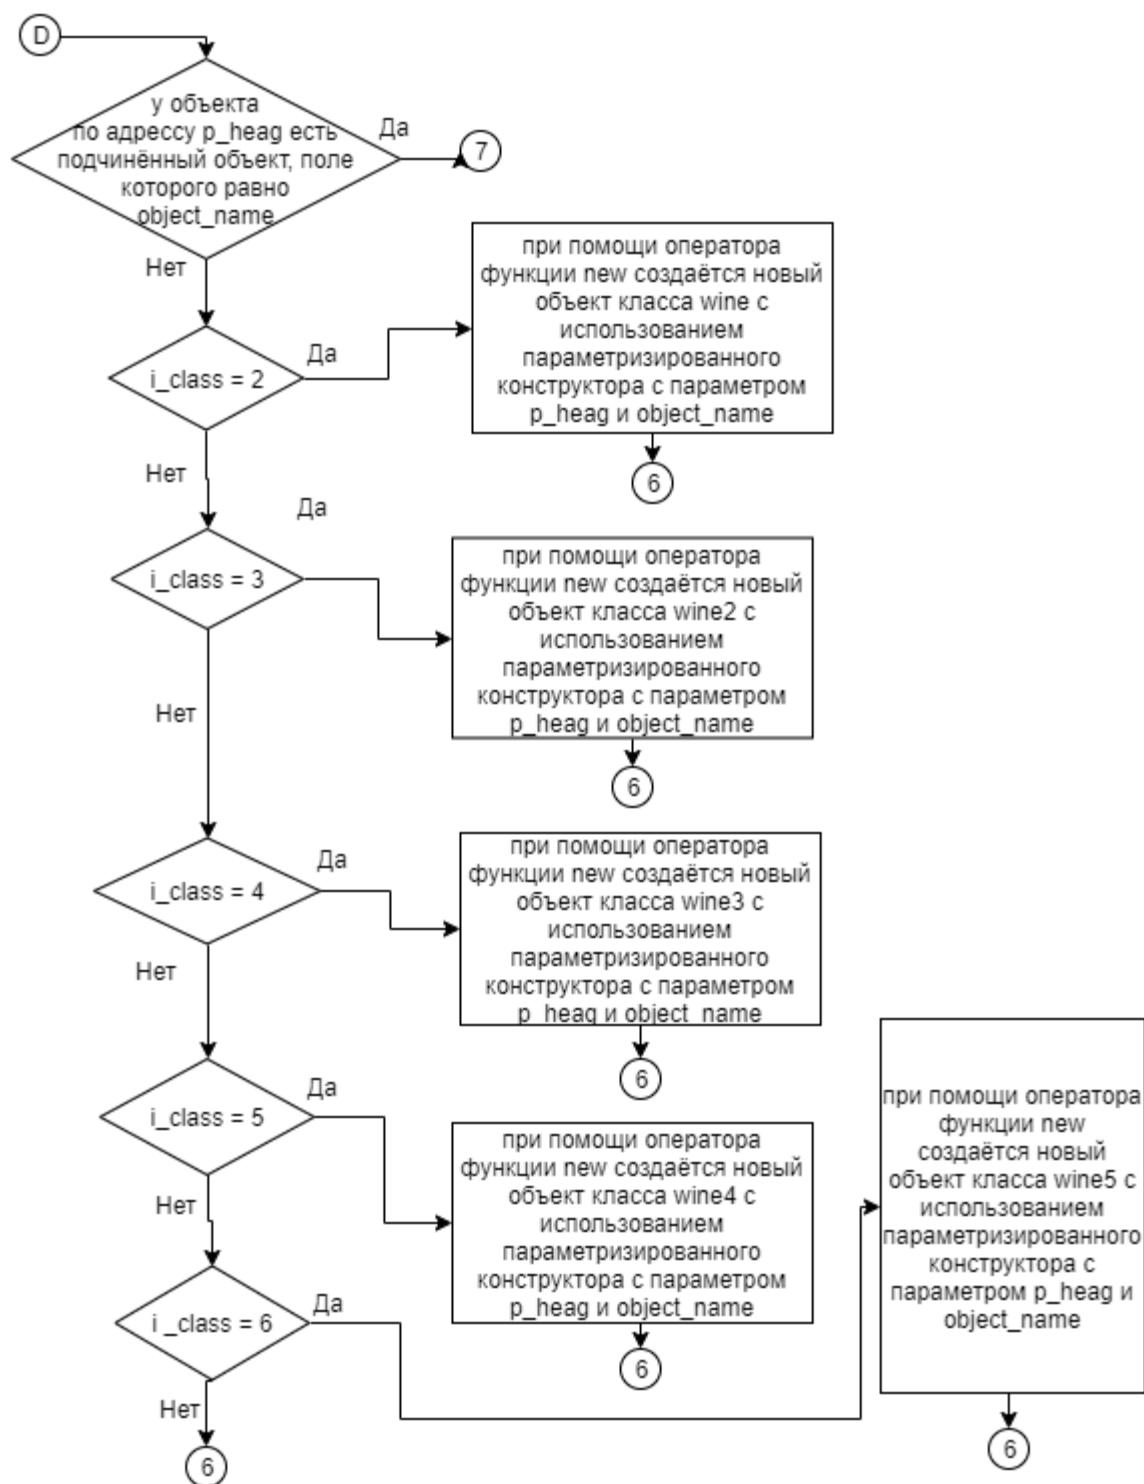 D
у объекта
по адрессу p_heag есть
подчинённый объект, поле
которого равно
object_name
Да
7
Нет
i_class = 2
Да
при помощи оператора
функции new создаётся новый
объект класса wine с
использованием
параметризированного
конструктора с параметром
p_heag и object_name
6
Нет
i_class = 3
Да
при помощи оператора
функции new создаётся новый
объект класса wine2 с
использованием
параметризированного
конструктора с параметром
p_heag и object_name
6
Нет
i_class = 4
Да
при помощи оператора
функции new создаётся новый
объект класса wine3 с
использованием
параметризированного
конструктора с параметром
p_heag и object_name
6
Нет
i_class = 5
Да
при помощи оператора
функции new создаётся новый
объект класса wine4 с
использованием
параметризированного
конструктора с параметром
p_heag и object_name
6
Нет
i _class = 6
Да
при помощи оператора
функции new
создаётся новый
объект класса wine5 с
использованием
параметризированного
конструктора с
параметром p_heag и
object_name
6
Нет
6